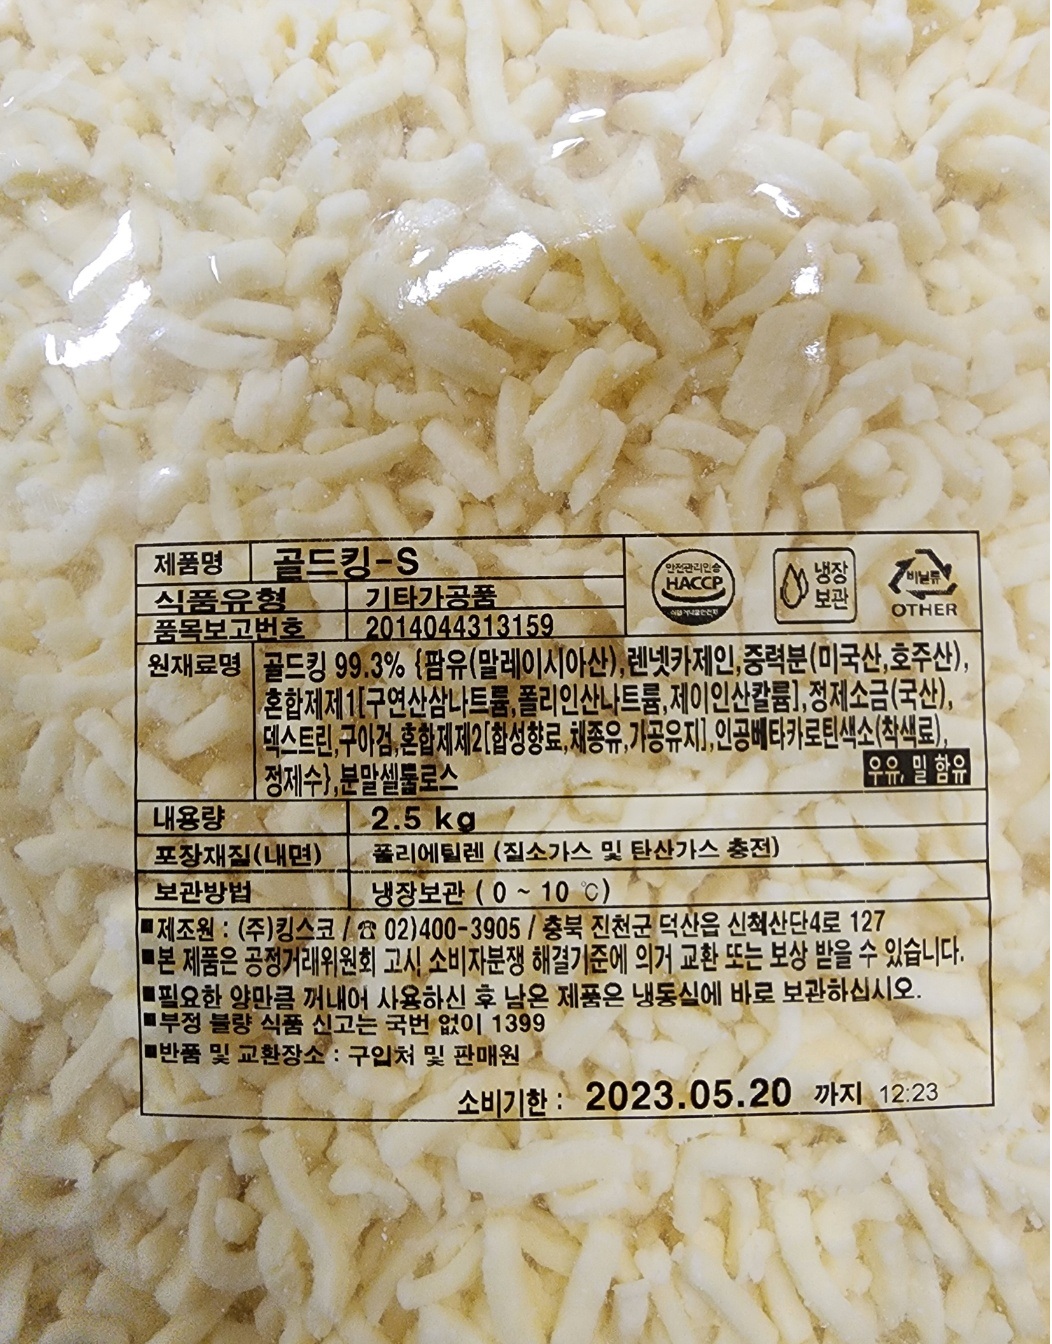 제품명 골드킹-S
안전관리인증
HACCP
냉장
보관
비닐류
OTHER
식품유형 기타가공품
품목보고번호 2014044313159
원재료명 골드킹 99.3% {팜유(말레이시아산),렌넷카제인,중력분(미국산,호주산),
혼합제제1[구연산삼나트륨,폴리인산나트륨,제이인산칼륨],정제소금(국산),
덱스트린,구아검,혼합제제2[합성향료,채종유,가공유지],인공베타카로틴색소(착색료),
정제수},분말셀룰로스 우유, 밀 함유
내용량 2.5 kg
포장재질(내면) 폴리에틸렌 (질소가스 및 탄산가스 충전)
보관방법 냉장보관 ( 0 ~ 10 ℃)
■제조원 : (주)킹스코 / ☎ 02)400-3905 / 충북 진천군 덕산읍 신척산단4로 127
■본 제품은 공정거래위원회 고시 소비자분쟁 해결기준에 의거 교환 또는 보상 받을 수 있습니다.
■필요한 양만큼 꺼내어 사용하신 후 남은 제품은 냉동실에 바로 보관하십시오.
■부정 불량 식품 신고는 국번 없이 1399
■반품 및 교환장소 : 구입처 및 판매원
소비기한 : 2023.05.20 까지 12:23